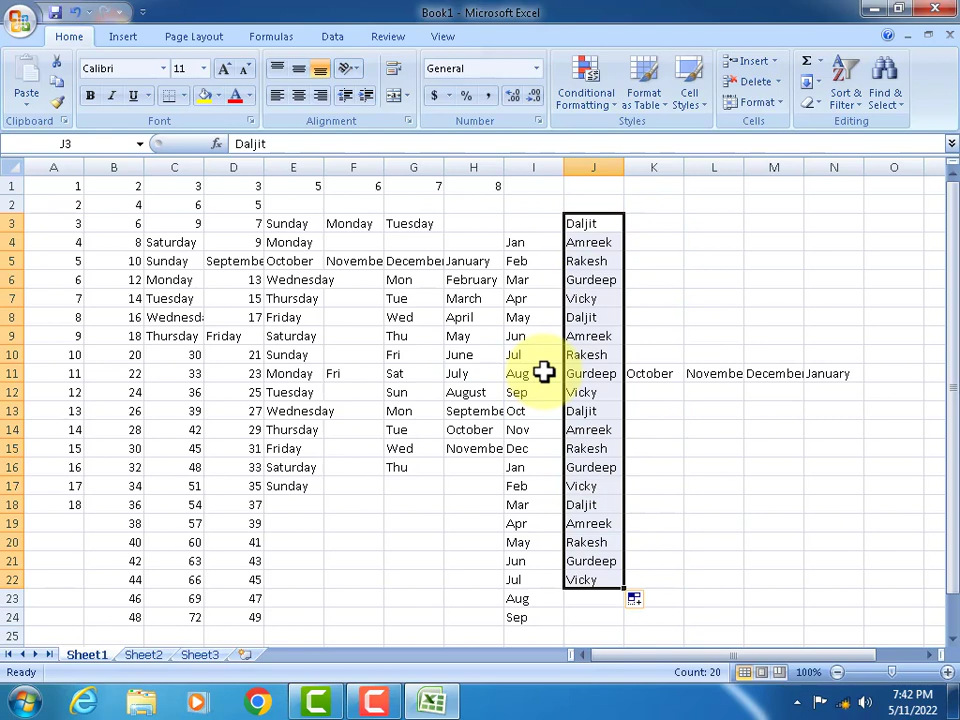 Book1 - Microsoft Excel
Home Insert Page Layout Formulas Data Review View
Calibri 11 General
Insert
Delete
Format
Paste
B I U
$ % ,
Conditional Formatting
Format as Table
Cell Styles
Sort & Filter
Find & Select
Clipboard Font Alignment Number Styles Cells Editing
J3 fx Daljit
A B C D E F G H I J K L M N O
1 1 2 3 3 5 6 7 8
2 2 4 6 5
3 3 6 9 7 Sunday Monday Tuesday Daljit
4 4 8 Saturday 9 Monday Jan Amreek
5 5 10 Sunday Septembe October Novembe December January Feb Rakesh
6 6 12 Monday 13 Wednesday Mon February Mar Gurdeep
7 7 14 Tuesday 15 Thursday Tue March Apr Vicky
8 8 16 Wednesd 17 Friday Wed April May Daljit
9 9 18 Thursday Friday Saturday Thu May Jun Amreek
10 10 20 30 21 Sunday Fri June Jul Rakesh
11 11 22 33 23 Monday Fri Sat July Aug Gurdeep October Novembe December January
12 12 24 36 25 Tuesday Sun August Sep Vicky
13 13 26 39 27 Wednesday Mon Septembe Oct Daljit
14 14 28 42 29 Thursday Tue October Nov Amreek
15 15 30 45 31 Friday Wed Novembe Dec Rakesh
16 16 32 48 33 Saturday Thu Jan Gurdeep
17 17 34 51 35 Sunday Feb Vicky
18 18 36 54 37 Mar Daljit
19 38 57 39 Apr Amreek
20 40 60 41 May Rakesh
21 42 63 43 Jun Gurdeep
22 44 66 45 Jul Vicky
23 46 69 47 Aug
24 48 72 49 Sep
25
Sheet1 Sheet2 Sheet3
Ready Count: 20 100%
7:42 PM
5/11/2022